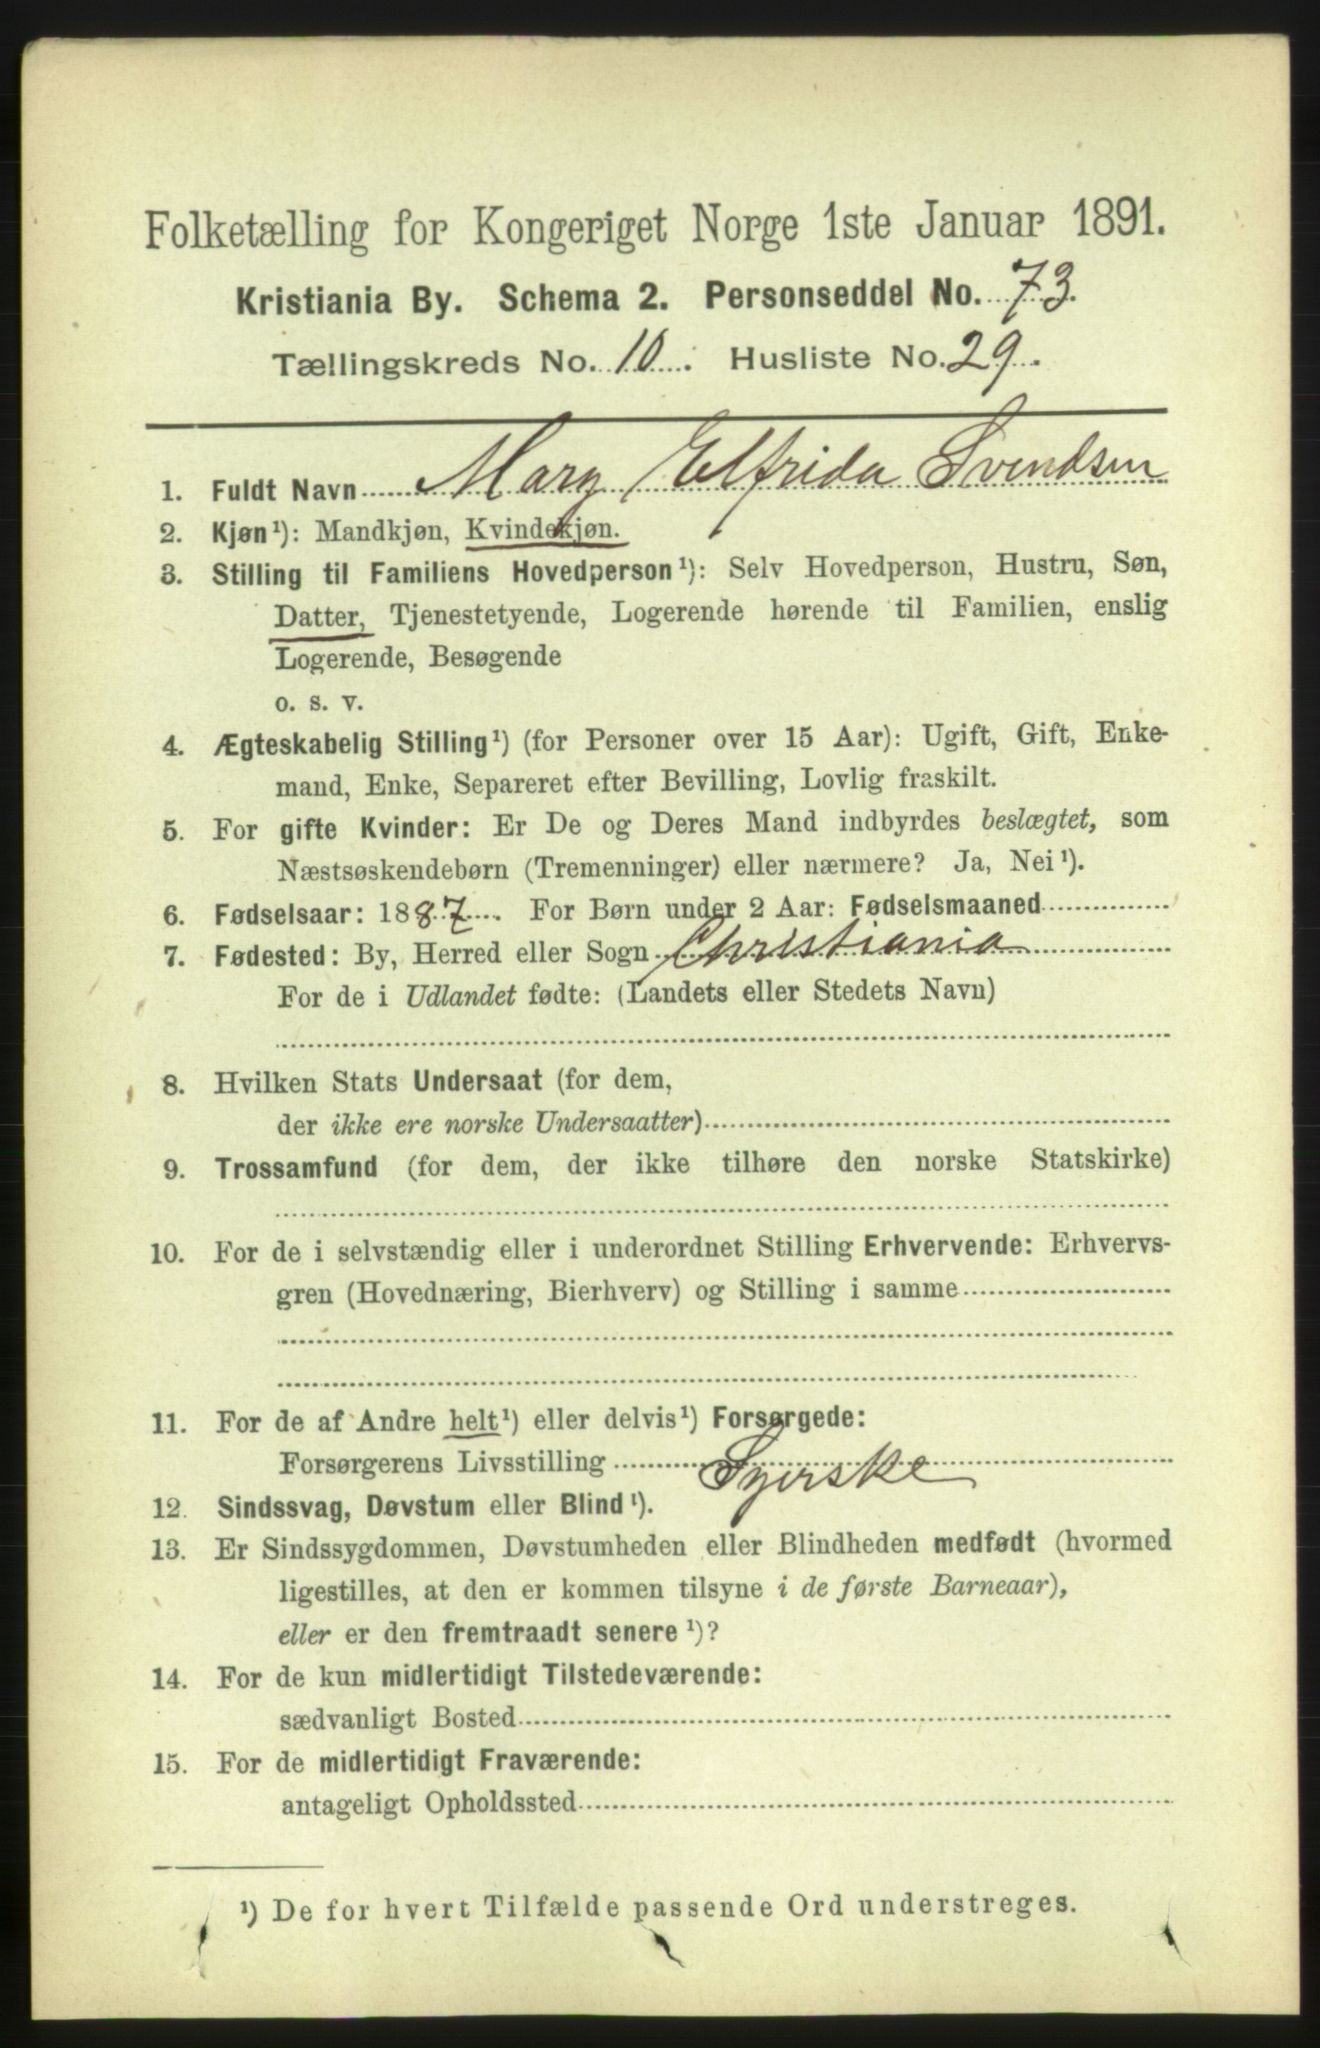 Folketælling for Kongeriget Norge 1ste Januar 1891.
Kristiania By. Schema 2. Personseddel No. 73.
Tællingskreds No. 10. Husliste No. 29.
1. Fuldt Navn Mary Elfrida Svendsen
2. Kjøn¹): Mandkjøn, Kvindekjøn.
3. Stilling til Familiens Hovedperson¹): Selv Hovedperson, Hustru, Søn,
Datter, Tjenestetyende, Logerende hørende til Familien, enslig
Logerende, Besøgende
o. s. v.
4. Ægteskabelig Stilling¹) (for Personer over 15 Aar): Ugift, Gift, Enke-
mand, Enke, Separeret efter Bevilling, Lovlig fraskilt.
5. For gifte Kvinder: Er De og Deres Mand indbyrdes beslægtet, som
Næstsøskendebørn (Tremenninger) eller nærmere? Ja, Nei¹).
6. Fødselsaar: 1887. For Børn under 2 Aar: Fødselsmaaned
7. Fødested: By, Herred eller Sogn Christiania
For de i Udlandet fødte: (Landets eller Stedets Navn)
8. Hvilken Stats Undersaat (for dem,
der ikke ere norske Undersaatter)
9. Trossamfund (for dem, der ikke tilhøre den norske Statskirke)
10. For de i selvstændig eller i underordnet Stilling Erhvervende: Erhvervs-
gren (Hovednæring, Bierhverv) og Stilling i samme
11. For de af Andre helt¹) eller delvis¹) Forsørgede:
Forsørgerens Livsstilling Syerske
12. Sindssvag, Døvstum eller Blind¹).
13. Er Sindssygdommen, Døvstumheden eller Blindheden medfødt (hvormed
ligestilles, at den er kommen tilsyne i de første Barneaar),
eller er den fremtraadt senere¹)?
14. For de kun midlertidigt Tilstedeværende:
sædvanligt Bosted
15. For de midlertidigt Fraværende:
antageligt Opholdssted
¹) De for hvert Tilfælde passende Ord understreges.